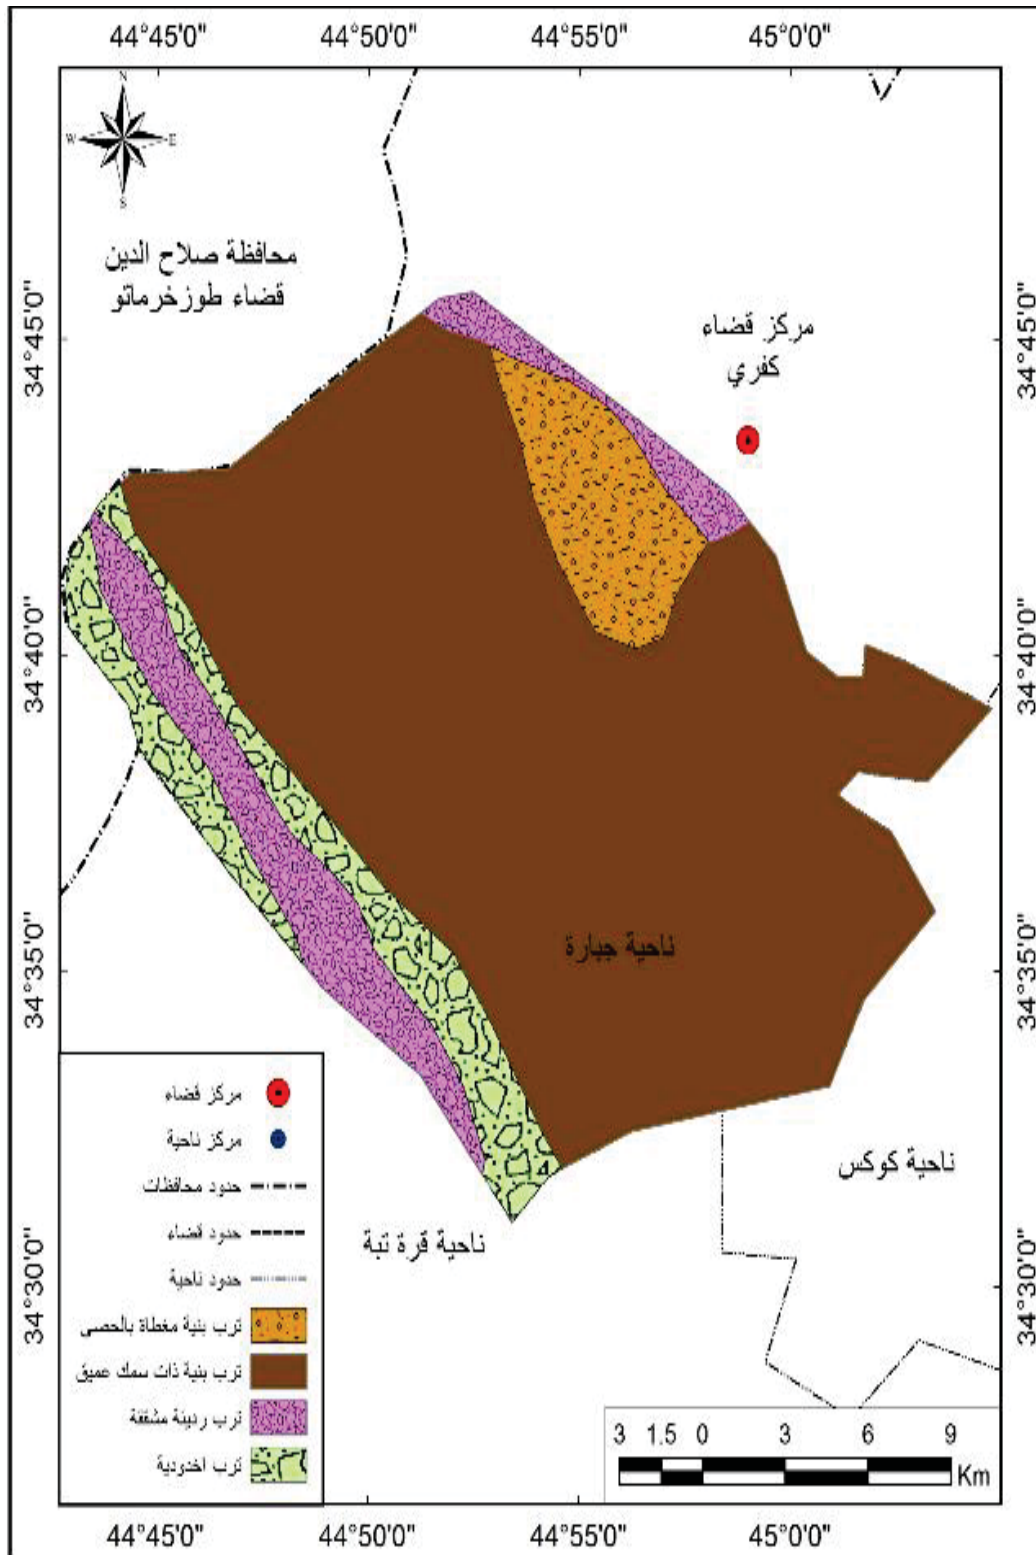 44°45'0" 44°50'0" 44°55'0" 45°0'0"
N
W E
S
محافظة صلاح الدين
قضاء طوزخرماتو
مركز قضاء
كفري
34°45'0" 34°45'0"
34°40'0" 34°40'0"
ناحية جبارة
34°35'0" 34°35'0"
ناحية كوكس
ناحية قرة تبة
34°30'0" 34°30'0"
مركز قضاء
مركز ناحية
حدود محافظات
حدود قضاء
حدود ناحية
ترب بنية مغطاة بالحصى
ترب بنية ذات سمك عميق
ترب رديئة مشققة
ترب اخدودية
3 1.5 0 3 6 9
Km
44°45'0" 44°50'0" 44°55'0" 45°0'0"